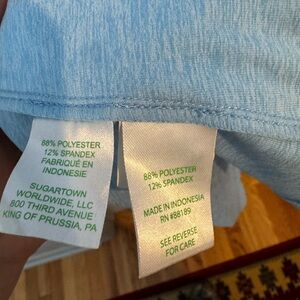 88% POLYESTER
12% SPANDEX
FABRIQUÉ EN
INDONESIE
SUGARTOWN
WORLDWIDE, LLC
800 THIRD AVENUE
KING OF PRUSSIA, PA
88% POLYESTER
12% SPANDEX
MADE IN INDONESIA
RN #88189
SEE REVERSE
FOR CARE